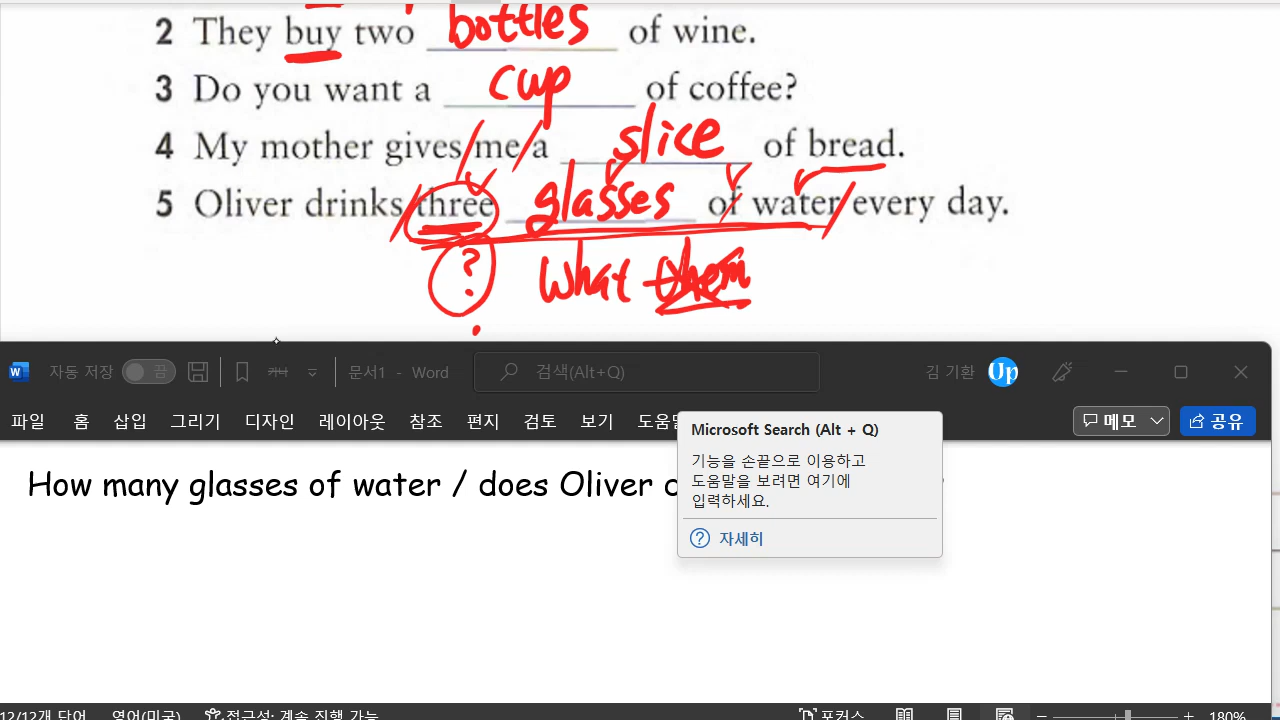 2 They buy two bottles of wine.
3 Do you want a cup of coffee?
4 My mother gives me a slice of bread.
5 Oliver drinks three glasses of water every day.
? What them
자동 저장 끔 가나 문서1 - Word 검색(Alt+Q) 김 기환 Up
파일 홈 삽입 그리기 디자인 레이아웃 참조 편지 검토 보기 도움말 메모 공유
Microsoft Search (Alt + Q)
기능을 손끝으로 이용하고
도움말을 보려면 여기에
입력하세요.
자세히
How many glasses of water / does Oliver
12/12개 단어 영어(미국) 접근성: 계속 진행 가능 포커스 180%